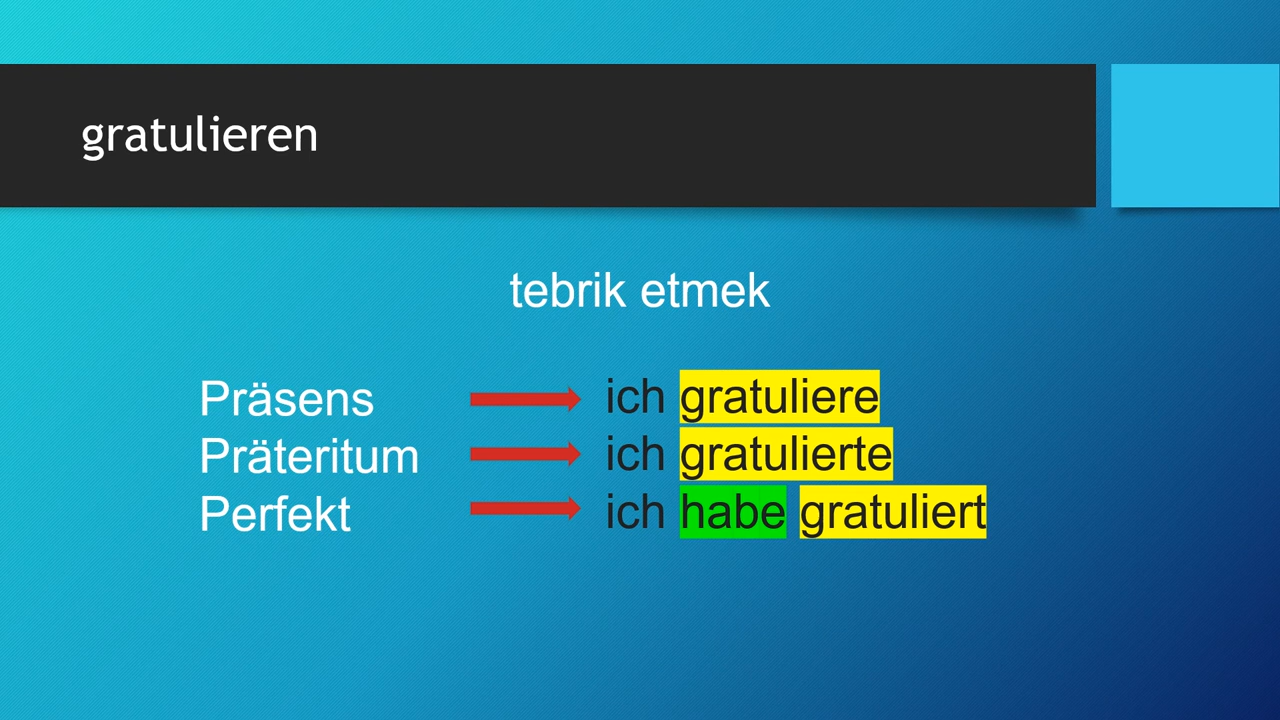 gratulieren
tebrik etmek
Präsens ich gratuliere
Präteritum ich gratulierte
Perfekt ich habe gratuliert